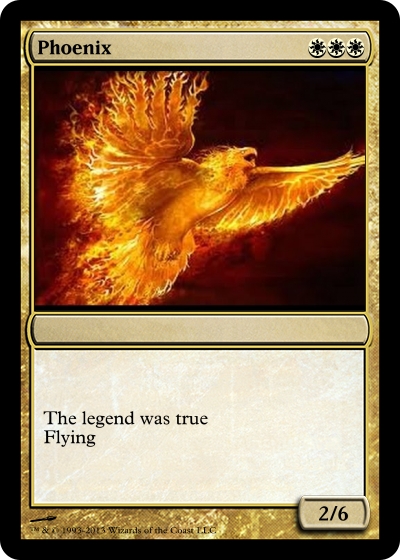 Phoenix
The legend was true
Flying
2/6
™ & © 1993-2013 Wizards of the Coast LLC